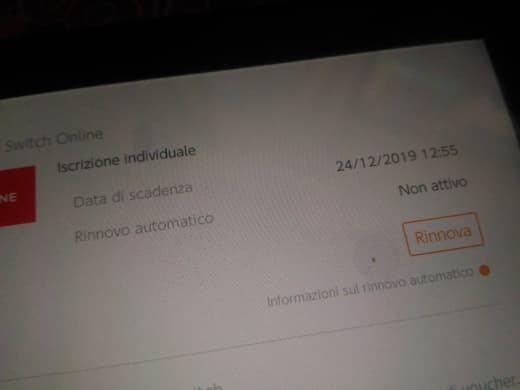 Switch Online
NE
Iscrizione individuale
Data di scadenza 24/12/2019 12:55
Rinnovo automatico Non attivo
Rinnova
Informazioni sul rinnovo automatico
voucher